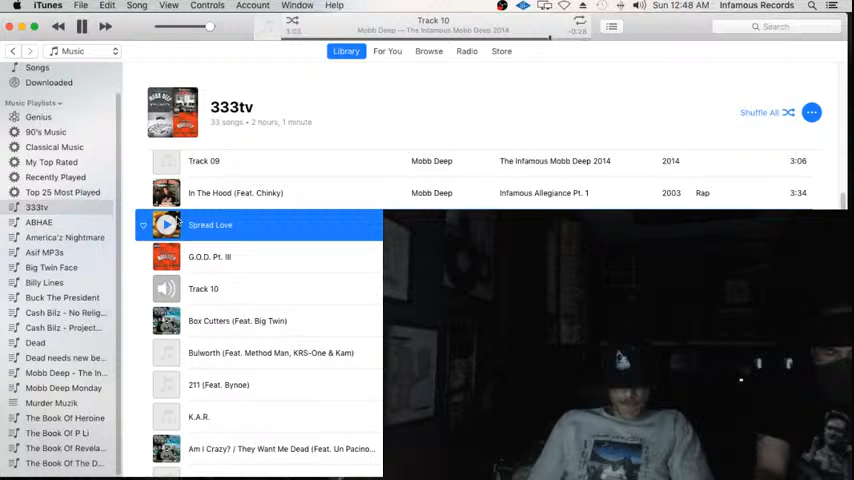 iTunes File Edit Song View Controls Account Window Help Sun 12:48 AM Infamous Records
Track 10
3:03 Mobb Deep — The Infamous Mobb Deep 2014 -0:28
Search
Music Library For You Browse Radio Store
Songs
Downloaded
Music Playlists
Genius
90's Music
Classical Music
My Top Rated
Recently Played
Top 25 Most Played
333tv
ABHAE
America'z Nightmare
Asif MP3s
Big Twin Face
Billy Lines
Buck The President
Cash Bilz - No Relig...
Cash Bilz - Project...
Dead
Dead needs new be...
Mobb Deep - The In...
Mobb Deep Monday
Murder Muzik
The Book Of Heroine
The Book Of P Li
The Book Of Revela...
The Book Of The D...
333tv
33 songs • 2 hours, 1 minute
Shuffle All
Track 09 Mobb Deep The Infamous Mobb Deep 2014 2014 3:06
In The Hood (Feat. Chinky) Mobb Deep Infamous Allegiance Pt. 1 2003 Rap 3:34
Spread Love
G.O.D. Pt. III
Track 10
Box Cutters (Feat. Big Twin)
Bulworth (Feat. Method Man, KRS-One & Kam)
211 (Feat. Bynoe)
K.A.R.
Am I Crazy? / They Want Me Dead (Feat. Un Pacino...